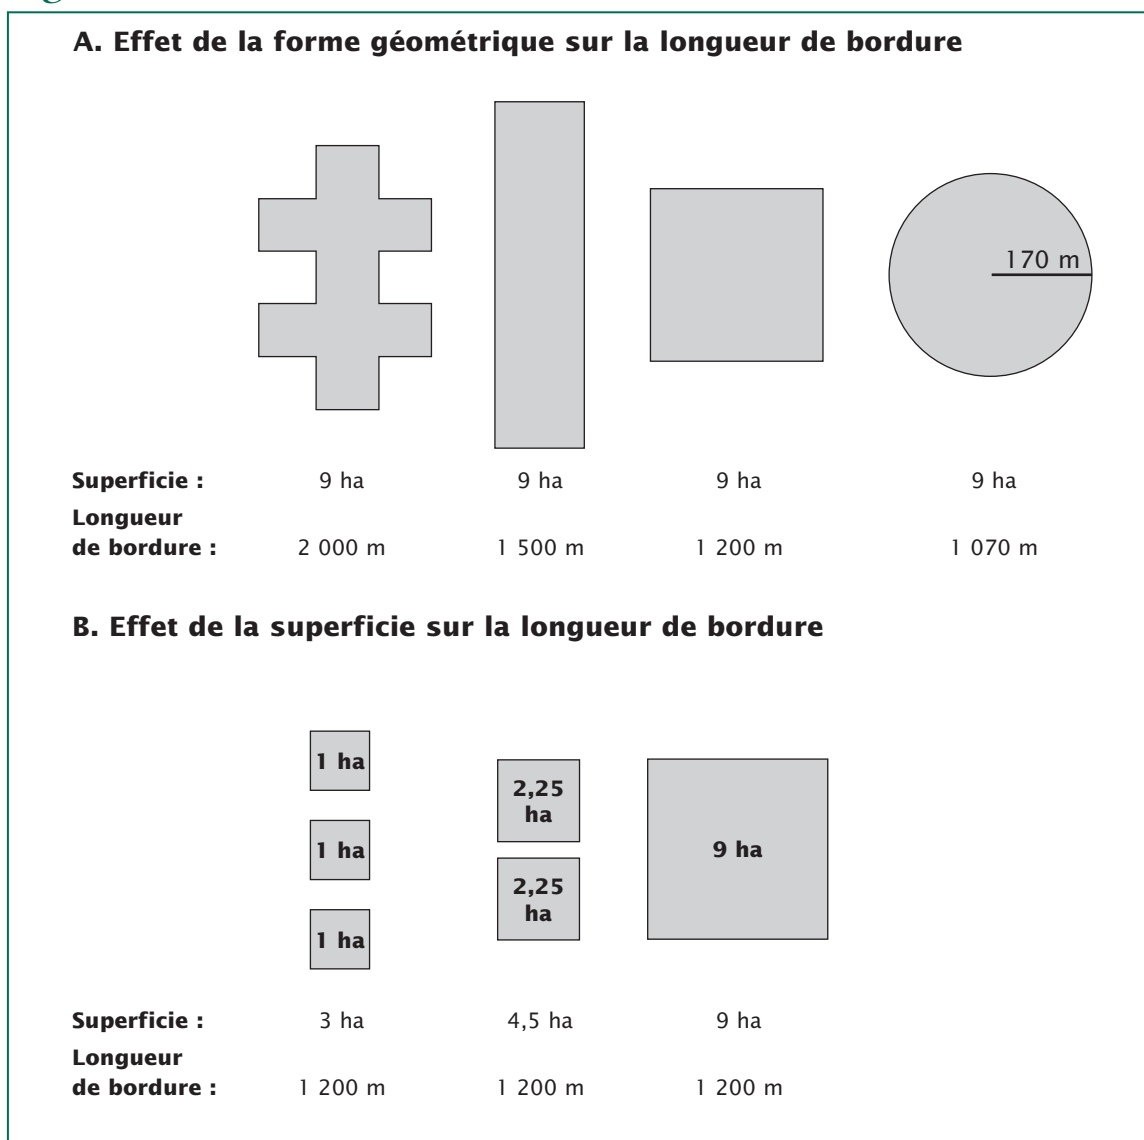 A. Effet de la forme géométrique sur la longueur de bordure
170 m
Superficie : 9 ha 9 ha 9 ha 9 ha
Longueur
de bordure : 2 000 m 1 500 m 1 200 m 1 070 m
B. Effet de la superficie sur la longueur de bordure
1 ha
1 ha
1 ha
2,25
ha
2,25
ha
9 ha
Superficie : 3 ha 4,5 ha 9 ha
Longueur
de bordure : 1 200 m 1 200 m 1 200 m